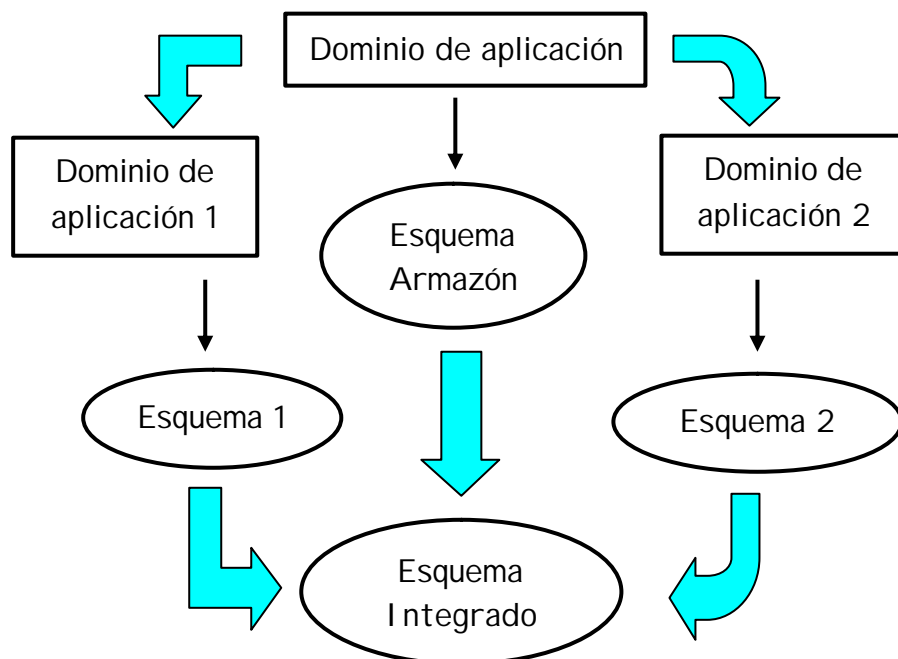 Dominio de aplicación
Dominio de
aplicación 1
Dominio de
aplicación 2
Esquema
Armazón
Esquema 1
Esquema 2
Esquema
Integrado